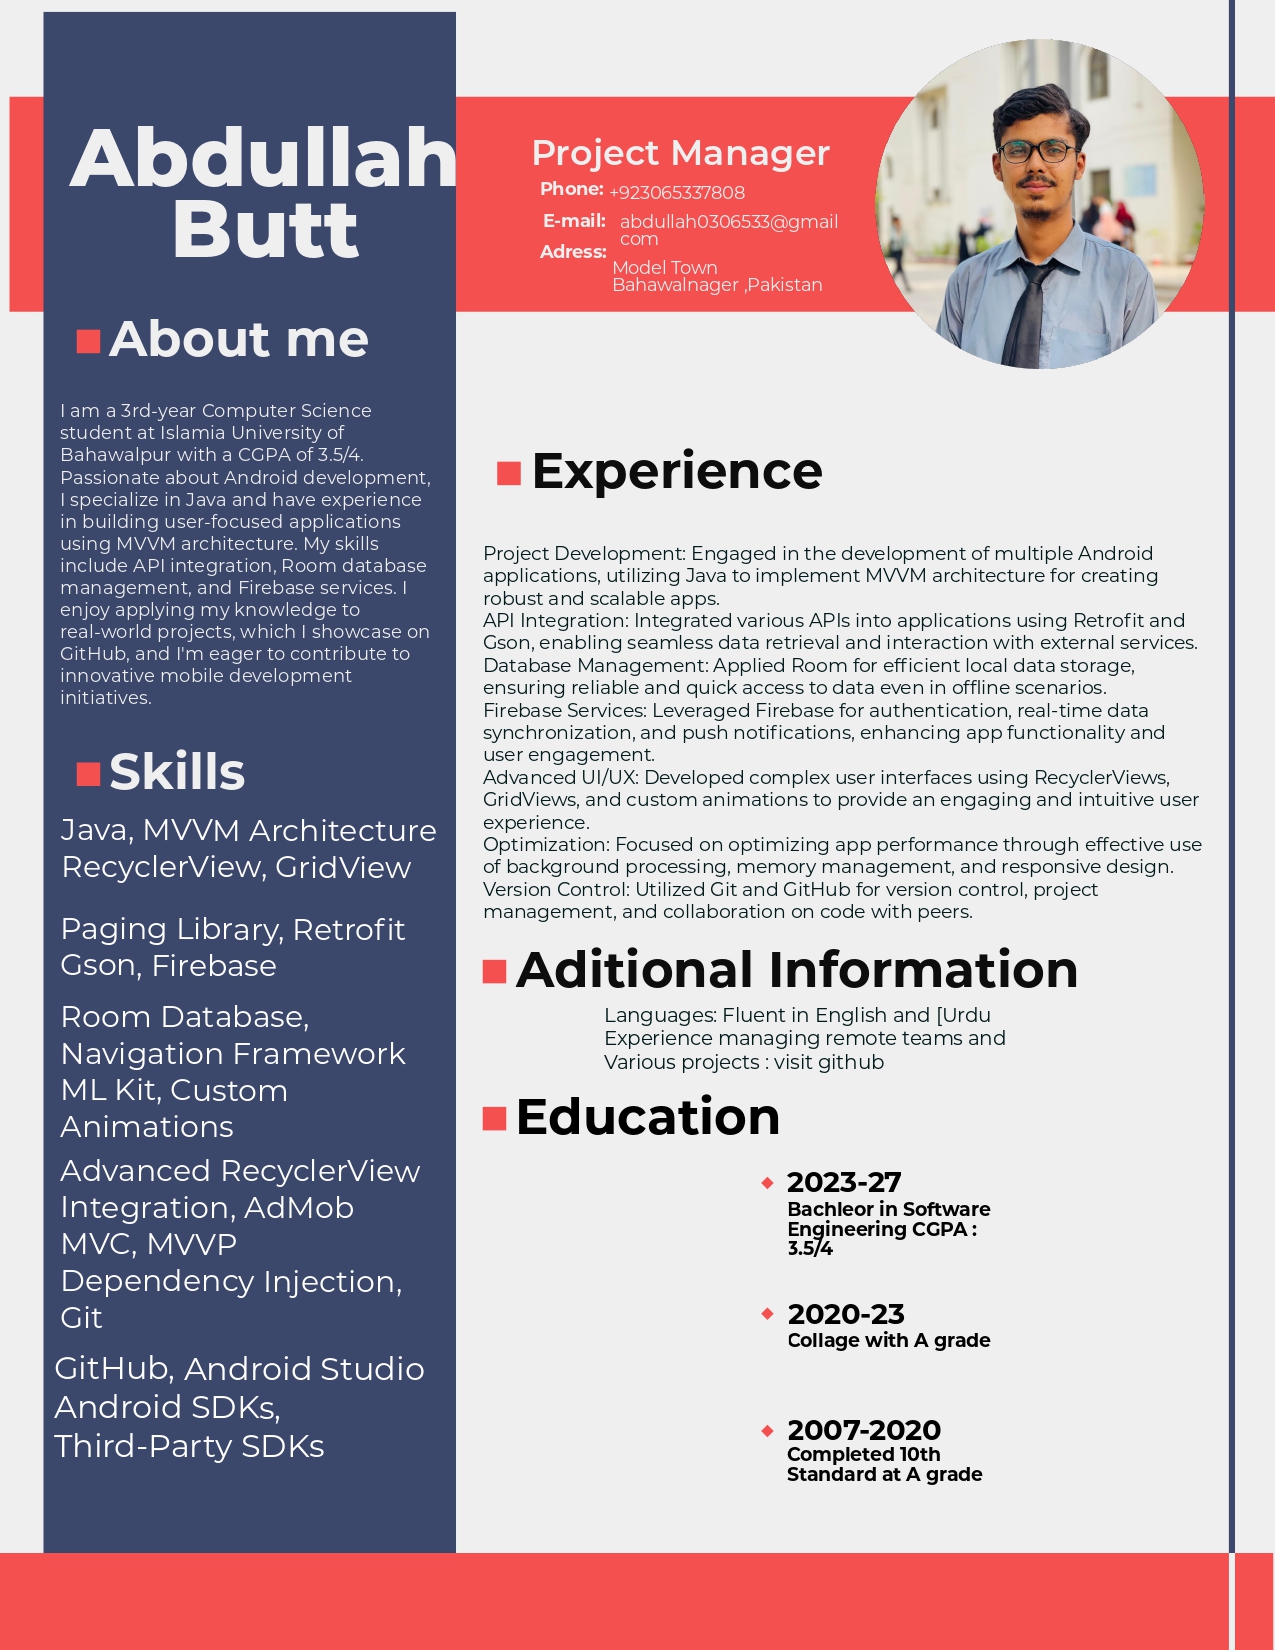 Abdullah
Butt
Project Manager
Phone: +923065337808
E-mail: abdullah0306533@gmail
com
Adress:
Model Town
Bahawalnager ,Pakistan
About me
I am a 3rd-year Computer Science
student at Islamia University of
Bahawalpur with a CGPA of 3.5/4.
Passionate about Android development,
I specialize in Java and have experience
in building user-focused applications
using MVVM architecture. My skills
include API integration, Room database
management, and Firebase services. I
enjoy applying my knowledge to
real-world projects, which I showcase on
GitHub, and I'm eager to contribute to
innovative mobile development
initiatives.
Skills
Java, MVVM Architecture
RecyclerView, GridView
Paging Library, Retrofit
Gson, Firebase
Room Database,
Navigation Framework
ML Kit, Custom
Animations
Advanced RecyclerView
Integration, AdMob
MVC, MVVP
Dependency Injection,
Git
GitHub, Android Studio
Android SDKs,
Third-Party SDKs
Experience
Project Development: Engaged in the development of multiple Android
applications, utilizing Java to implement MVVM architecture for creating
robust and scalable apps.
API Integration: Integrated various APIs into applications using Retrofit and
Gson, enabling seamless data retrieval and interaction with external services.
Database Management: Applied Room for efficient local data storage,
ensuring reliable and quick access to data even in offline scenarios.
Firebase Services: Leveraged Firebase for authentication, real-time data
synchronization, and push notifications, enhancing app functionality and
user engagement.
Advanced UI/UX: Developed complex user interfaces using RecyclerViews,
GridViews, and custom animations to provide an engaging and intuitive user
experience.
Optimization: Focused on optimizing app performance through effective use
of background processing, memory management, and responsive design.
Version Control: Utilized Git and GitHub for version control, project
management, and collaboration on code with peers.
Aditional Information
Languages: Fluent in English and [Urdu
Experience managing remote teams and
Various projects : visit github
Education
2023-27
Bachleor in Software
Engineering CGPA :
3.5/4
2020-23
Collage with A grade
2007-2020
Completed 10th
Standard at A grade